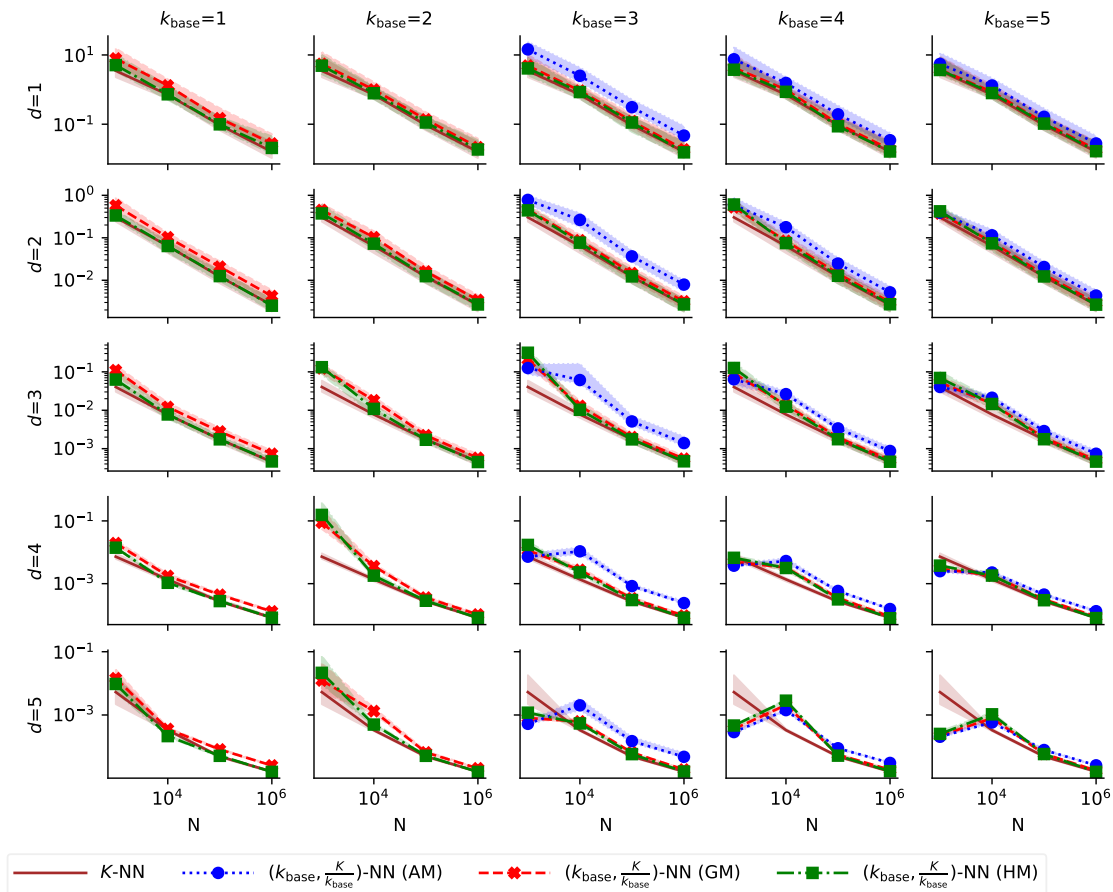 k_base=1 k_base=2 k_base=3 k_base=4 k_base=5
d=1
10^1
10^−1
d=2
10^0
10^−1
10^−2
d=3
10^−1
10^−2
10^−3
d=4
10^−1
10^−3
d=5
10^−1
10^−3
10^4 10^6 10^4 10^6 10^4 10^6 10^4 10^6 10^4 10^6
N N N N N
K-NN (k_base, K/k_base)-NN (AM) (k_base, K/k_base)-NN (GM) (k_base, K/k_base)-NN (HM)